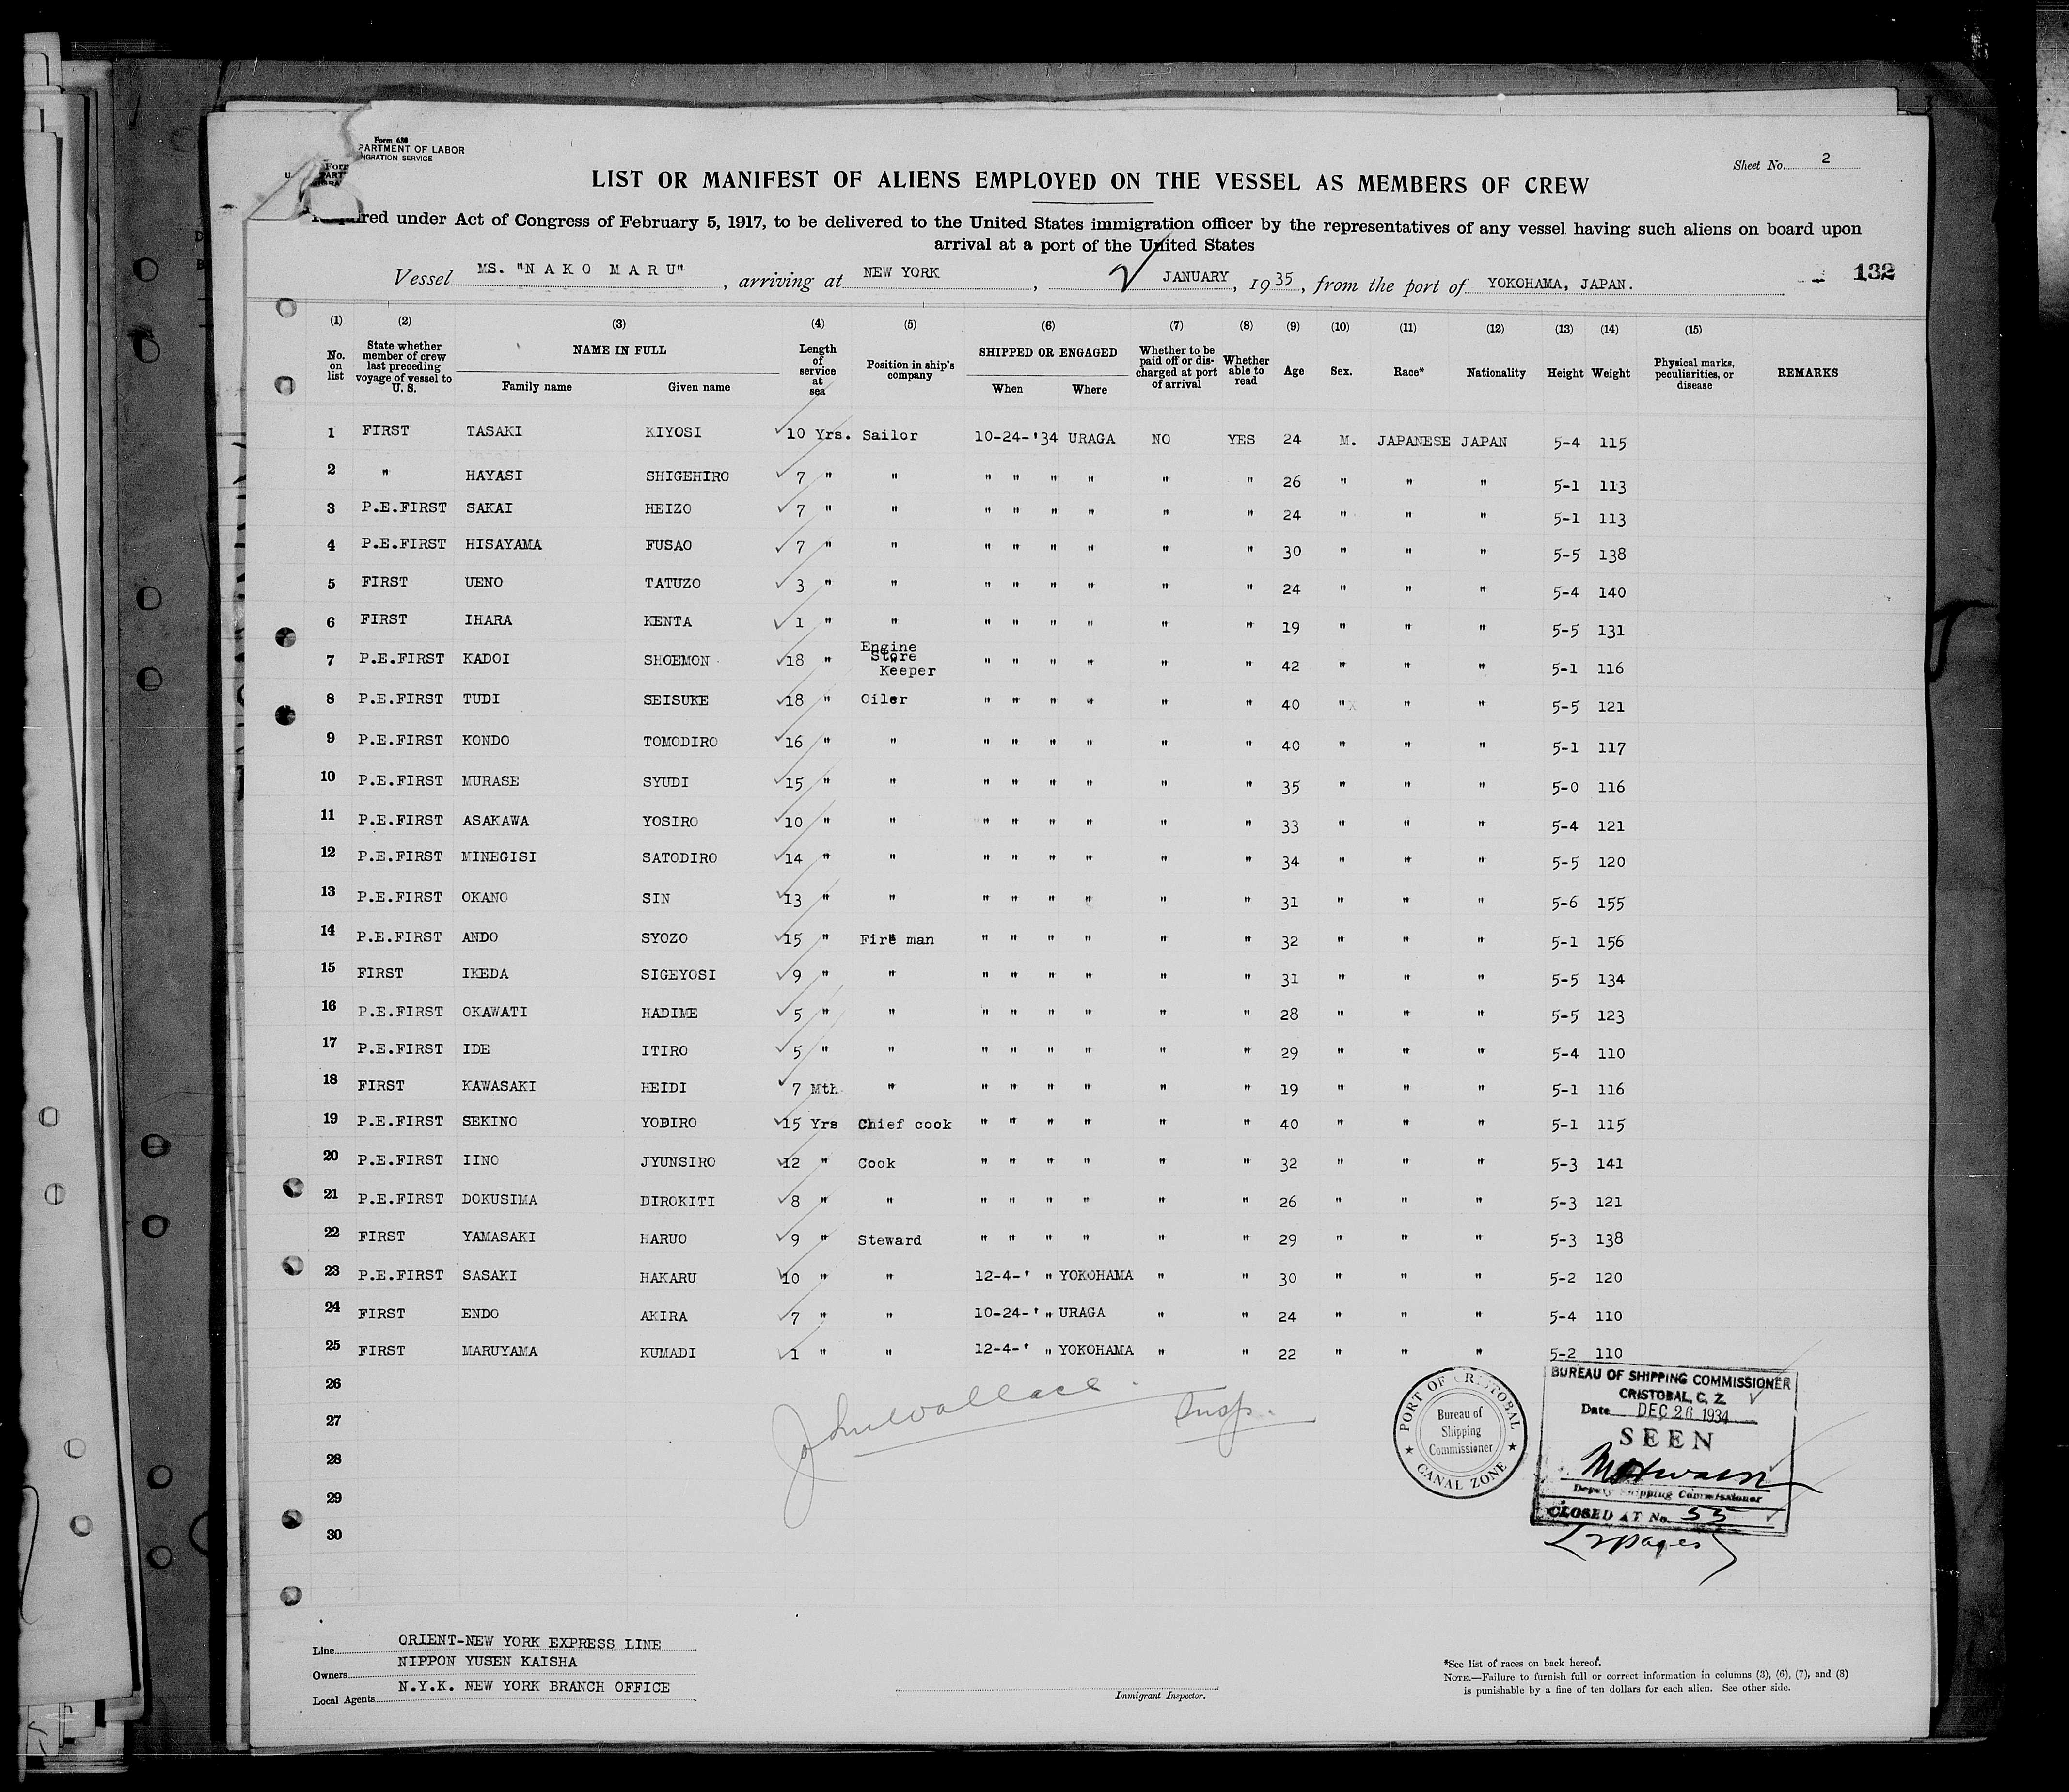 Form 680
PARTMENT OF LABOR
IGRATION SERVICE
Sheet No. 2
LIST OR MANIFEST OF ALIENS EMPLOYED ON THE VESSEL AS MEMBERS OF CREW
under Act of Congress of February 5, 1917, to be delivered to the United States immigration officer by the representatives of any vessel having such aliens on board upon
arrival at a port of the United States
Vessel MS. "NAKO MARU", arriving at NEW YORK, JANUARY, 1935, from the port of YOKOHAMA, JAPAN. 132
(1) (2) (3) (4) (5) (6) (7) (8) (9) (10) (11) (12) (13) (14) (15)
No. on list | State whether member of crew last preceding voyage of vessel to U. S. | NAME IN FULL Family name Given name | Length of service at sea | Position in ship's company | SHIPPED OR ENGAGED When Where | Whether to be paid off or discharged at port of arrival | Whether able to read | Age | Sex. | Race* | Nationality | Height | Weight | Physical marks, peculiarities, or disease | REMARKS
1 FIRST TASAKI KIYOSI 10 Yrs. Sailor 10-24-'34 URAGA NO YES 24 M. JAPANESE JAPAN 5-4 115
2 " HAYASI SHIGEHIRO 7 " " " " " " " " 26 " " " 5-1 113
3 P.E.FIRST SAKAI HEIZO 7 " " " " " " " " 24 " " " 5-1 113
4 P.E.FIRST HISAYAMA FUSAO 7 " " " " " " " " 30 " " " 5-5 138
5 FIRST UENO TATUZO 3 " " " " " " " " 24 " " " 5-4 140
6 FIRST IHARA KENTA 1 " " " " " " " " 19 " " " 5-5 131
7 P.E.FIRST KADOI SHOEMON 18 " Engine Store Keeper " " " " " " 42 " " " 5-1 116
8 P.E.FIRST TUDI SEISUKE 18 " Oiler " " " " " " 40 " " " 5-5 121
9 P.E.FIRST KONDO TOMODIRO 16 " " " " " " " " 40 " " " 5-1 117
10 P.E.FIRST MURASE SYUDI 15 " " " " " " " " 35 " " " 5-0 116
11 P.E.FIRST ASAKAWA YOSIRO 10 " " " " " " " " 33 " " " 5-4 121
12 P.E.FIRST MINEGISI SATODIRO 14 " " " " " " " " 34 " " " 5-5 120
13 P.E.FIRST OKANO SIN 13 " " " " " " " " 31 " " " 5-6 155
14 P.E.FIRST ANDO SYOZO 15 " Fire man " " " " " " 32 " " " 5-1 156
15 FIRST IKEDA SIGEYOSI 9 " " " " " " " " 31 " " " 5-5 134
16 P.E.FIRST OKAWATI HADIME 5 " " " " " " " " 28 " " " 5-5 123
17 P.E.FIRST IDE ITIRO 5 " " " " " " " " 29 " " " 5-4 110
18 FIRST KAWASAKI HEIDI 7 Mth " " " " " " " 19 " " " 5-1 116
19 P.E.FIRST SEKINO YODIRO 15 Yrs Chief cook " " " " " " 40 " " " 5-1 115
20 P.E.FIRST IINO JYUNSIRO 12 " Cook " " " " " " 32 " " " 5-3 141
21 P.E.FIRST DOKUSIMA DIROKITI 8 " " " " " " " " 26 " " " 5-3 121
22 FIRST YAMASAKI HARUO 9 " Steward " " " " " " 29 " " " 5-3 138
23 P.E.FIRST SASAKI HAKARU 10 " " 12-4-' " YOKOHAMA " " 30 " " " 5-2 120
24 FIRST ENDO AKIRA 7 " " 10-24-' " URAGA " " 24 " " " 5-4 110
25 FIRST MARUYAMA KUMADI 1 " " 12-4-' " YOKOHAMA " " 22 " " " 5-2 110
26
27
28
29
30
John Wallace Insp.
PORT OF CRISTOBAL
Bureau of
Shipping
Commissioner
CANAL ZONE
BUREAU OF SHIPPING COMMISSIONER
CRISTOBAL, C. Z.
Date DEC 26 1934
SEEN
Deputy Shipping Commissioner
CLOSED AT No. 55
2 pages
Line ORIENT-NEW YORK EXPRESS LINE
Owners NIPPON YUSEN KAISHA
Local Agents N.Y.K. NEW YORK BRANCH OFFICE
Immigrant Inspector.
*See list of races on back hereof.
NOTE.—Failure to furnish full or correct information in columns (3), (6), (7), and (8)
is punishable by a fine of ten dollars for each alien. See other side.